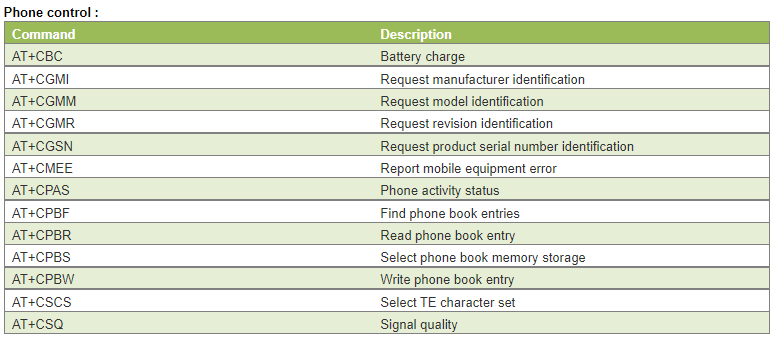 Phone control :
Command Description
AT+CBC Battery charge
AT+CGMI Request manufacturer identification
AT+CGMM Request model identification
AT+CGMR Request revision identification
AT+CGSN Request product serial number identification
AT+CMEE Report mobile equipment error
AT+CPAS Phone activity status
AT+CPBF Find phone book entries
AT+CPBR Read phone book entry
AT+CPBS Select phone book memory storage
AT+CPBW Write phone book entry
AT+CSCS Select TE character set
AT+CSQ Signal quality